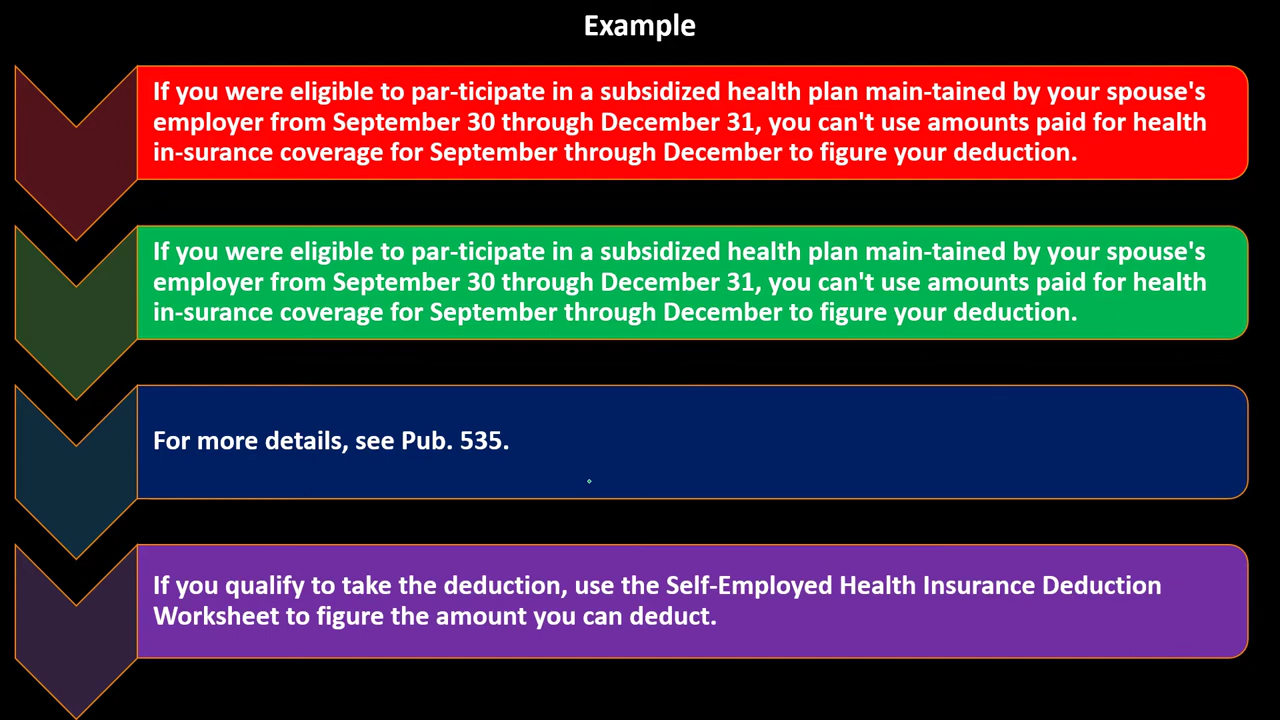 Example
If you were eligible to par-ticipate in a subsidized health plan main-tained by your spouse's
employer from September 30 through December 31, you can't use amounts paid for health
in-surance coverage for September through December to figure your deduction.
If you were eligible to par-ticipate in a subsidized health plan main-tained by your spouse's
employer from September 30 through December 31, you can't use amounts paid for health
in-surance coverage for September through December to figure your deduction.
For more details, see Pub. 535.
If you qualify to take the deduction, use the Self-Employed Health Insurance Deduction
Worksheet to figure the amount you can deduct.